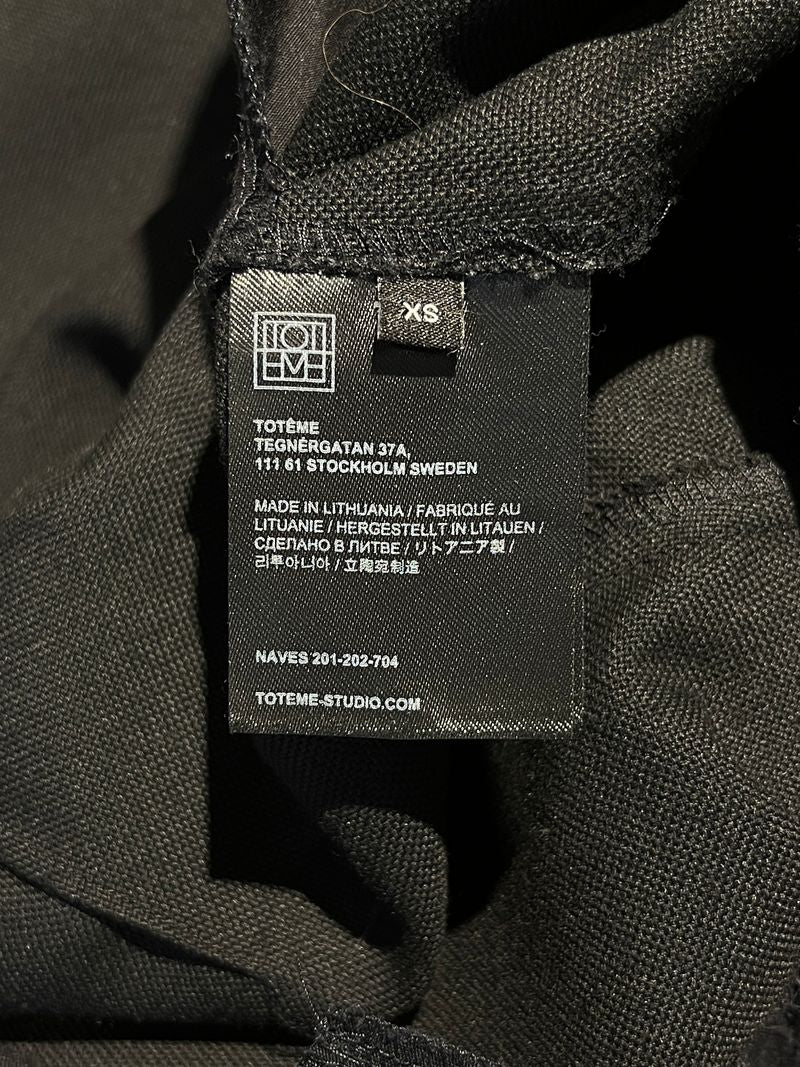 TOTEME
XS
TOTÊME
TEGNÉRGATAN 37A,
111 61 STOCKHOLM SWEDEN
MADE IN LITHUANIA / FABRIQUÉ AU
LITUANIE / HERGESTELLT IN LITAUEN /
СДЕЛАНО В ЛИТВЕ / リトアニア製 /
리투아니아 / 立陶宛制造
NAVES 201-202-704
TOTEME-STUDIO.COM